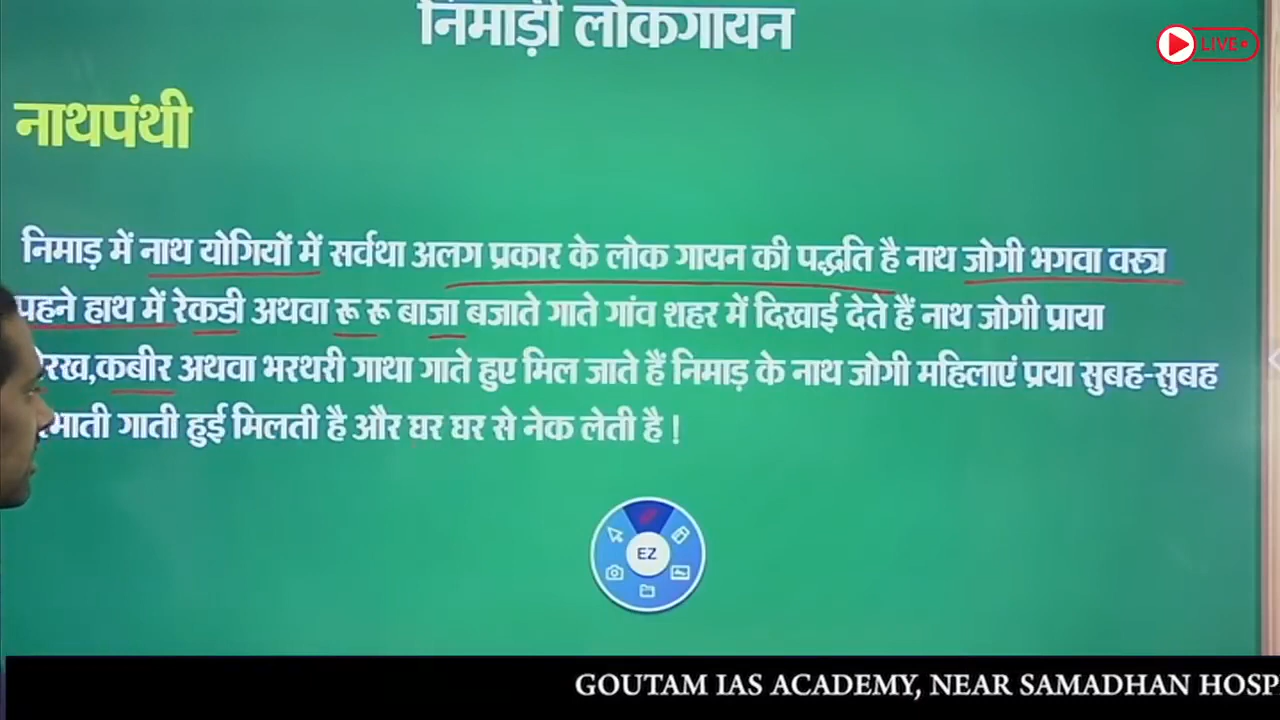 निमाड़ी लोकगायन
LIVE
नाथपंथी
निमाड़ में नाथ योगियों में सर्वथा अलग प्रकार के लोक गायन की पद्धति है नाथ जोगी भगवा वस्त्र
पहने हाथ में रेकडी अथवा रू रू बाजा बजाते गाते गांव शहर में दिखाई देते हैं नाथ जोगी प्राया
कबीर अथवा भरथरी गाथा गाते हुए मिल जाते हैं निमाड़ के नाथ जोगी महिलाएं प्रया सुबह-सुबह
गाती हुई मिलती है और घर घर से नेक लेती है !
EZ
GOUTAM IAS ACADEMY, NEAR SAMADHAN HOSP